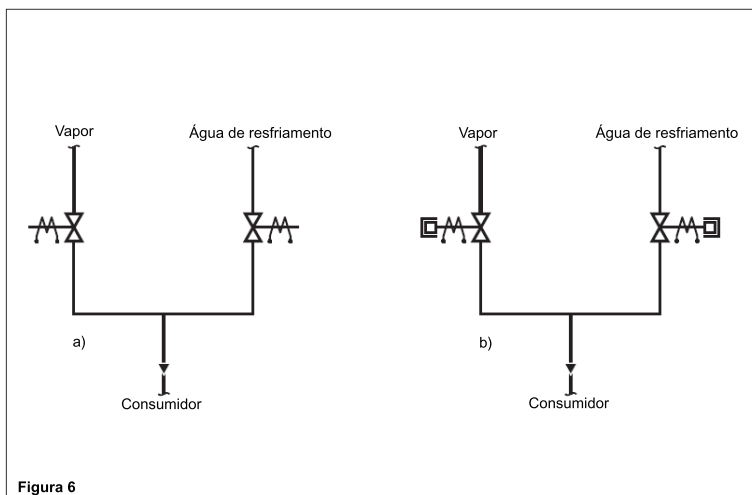 Vapor
Água de resfriamento
a)
Consumidor
Vapor
Água de resfriamento
b)
Consumidor
Figura 6